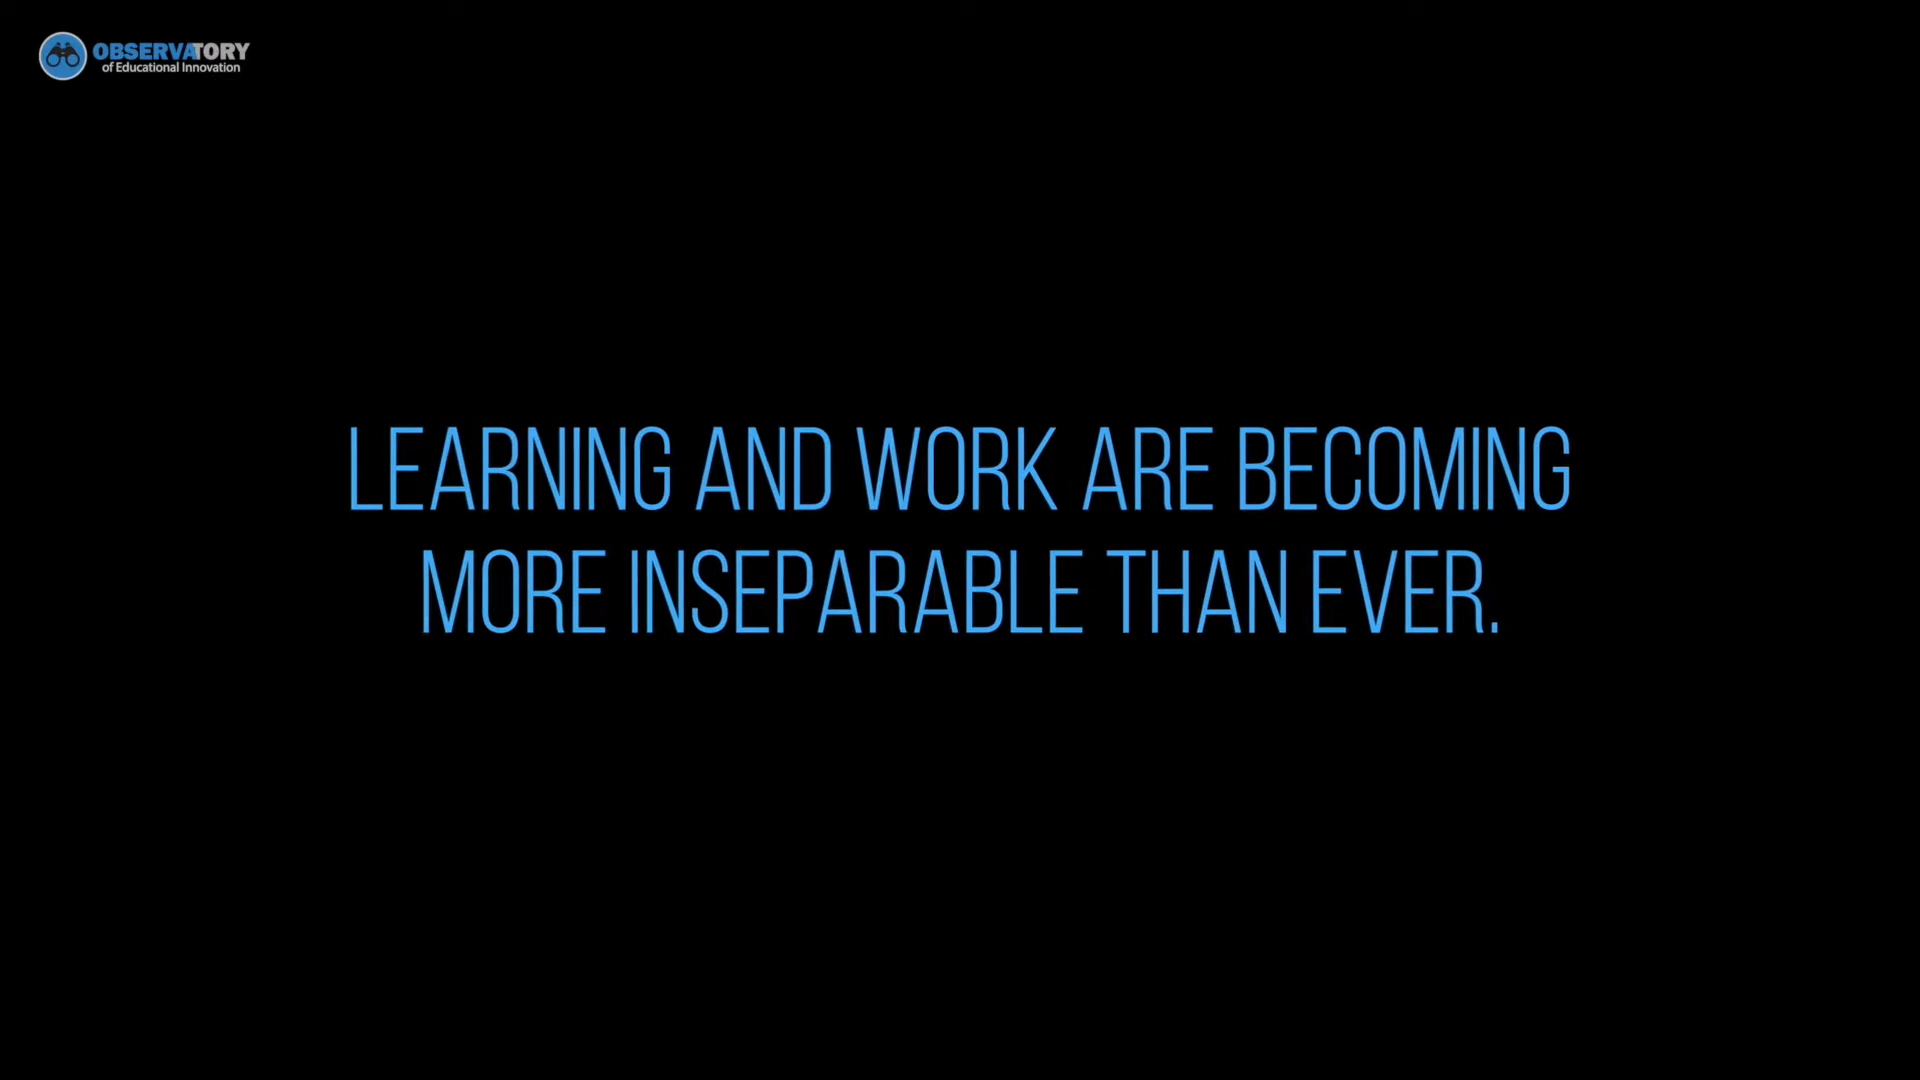 OBSERVATORY
of Educational Innovation
LEARNING AND WORK ARE BECOMING
MORE INSEPARABLE THAN EVER.